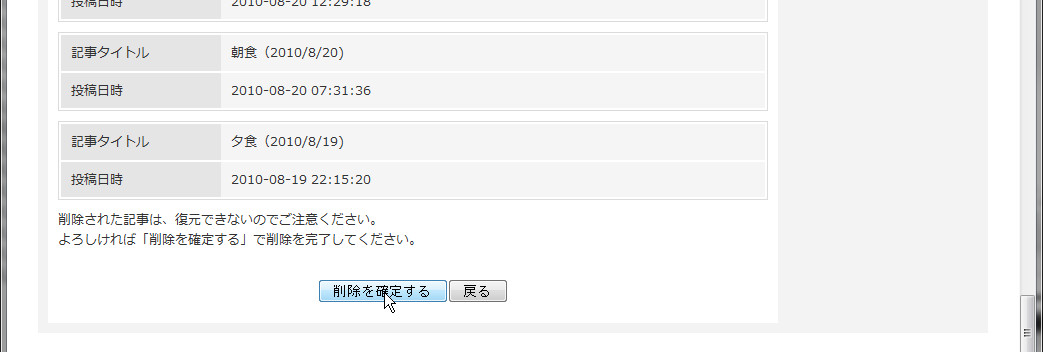 投稿日時 2010-08-20 12:29:18
記事タイトル 朝食（2010/8/20)
投稿日時 2010-08-20 07:31:36
記事タイトル 夕食（2010/8/19)
投稿日時 2010-08-19 22:15:20
削除された記事は、復元できないのでご注意ください。
よろしければ「削除を確定する」で削除を完了してください。
削除を確定する 戻る